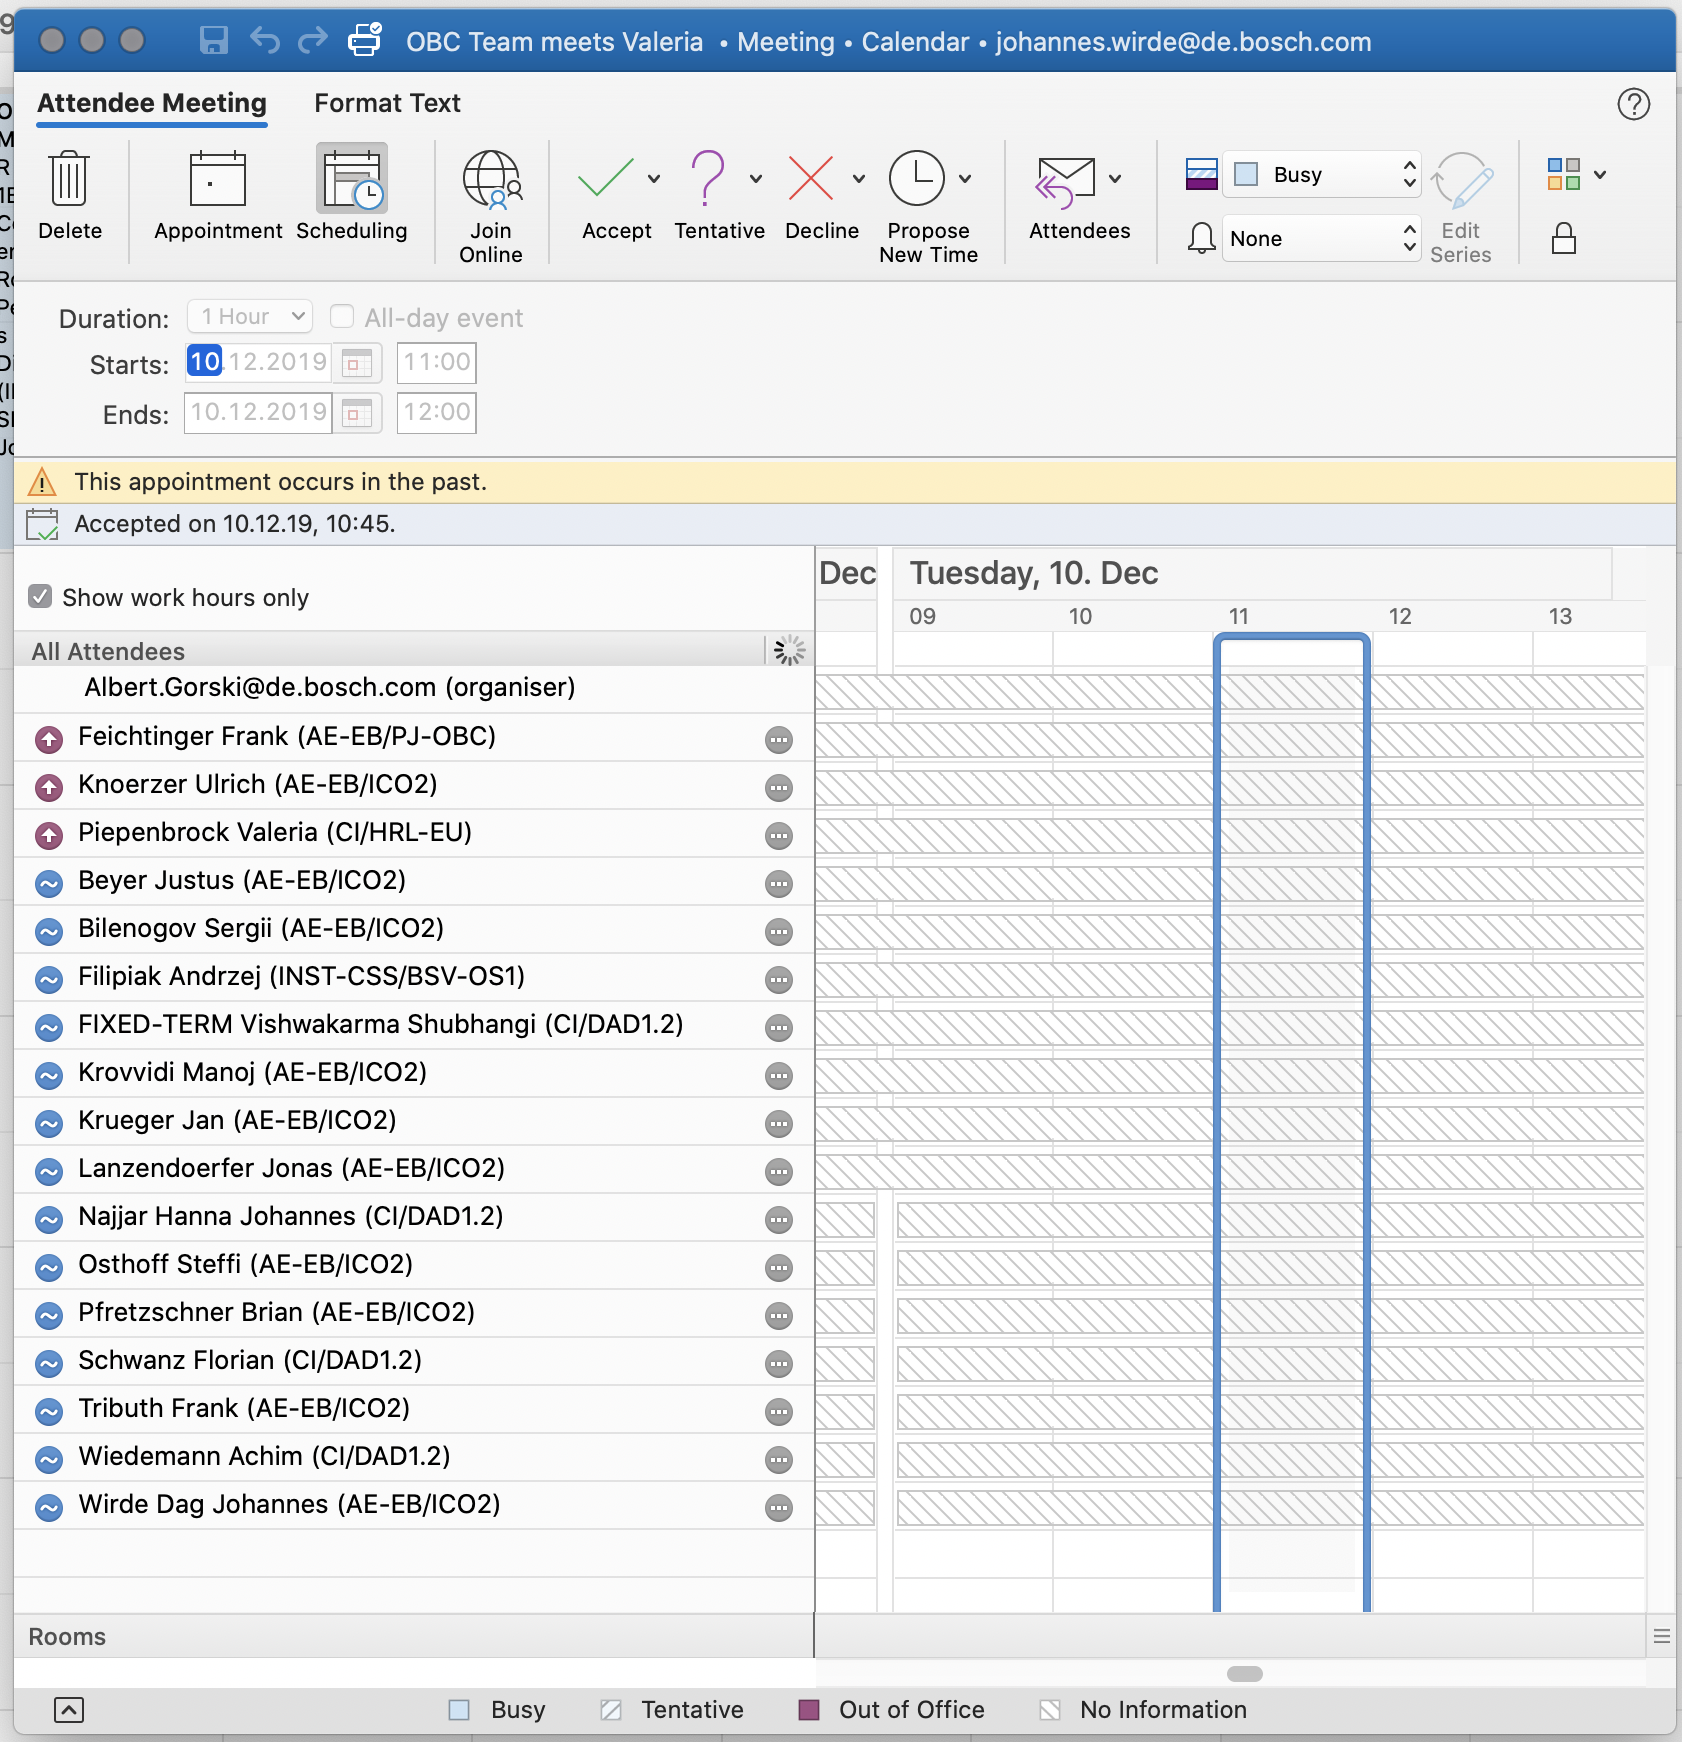 OBC Team meets Valeria • Meeting • Calendar • johannes.wirde@de.bosch.com
Attendee Meeting Format Text
Delete Appointment Scheduling Join Online Accept Tentative Decline Propose New Time Attendees Busy None Edit Series
Duration: 1 Hour All-day event
Starts: 10.12.2019 11:00
Ends: 10.12.2019 12:00
This appointment occurs in the past.
Accepted on 10.12.19, 10:45.
Dec Tuesday, 10. Dec
Show work hours only
09 10 11 12 13
All Attendees
Albert.Gorski@de.bosch.com (organiser)
Feichtinger Frank (AE-EB/PJ-OBC)
Knoerzer Ulrich (AE-EB/ICO2)
Piepenbrock Valeria (CI/HRL-EU)
Beyer Justus (AE-EB/ICO2)
Bilenogov Sergii (AE-EB/ICO2)
Filipiak Andrzej (INST-CSS/BSV-OS1)
FIXED-TERM Vishwakarma Shubhangi (CI/DAD1.2)
Krovvidi Manoj (AE-EB/ICO2)
Krueger Jan (AE-EB/ICO2)
Lanzendoerfer Jonas (AE-EB/ICO2)
Najjar Hanna Johannes (CI/DAD1.2)
Osthoff Steffi (AE-EB/ICO2)
Pfretzschner Brian (AE-EB/ICO2)
Schwanz Florian (CI/DAD1.2)
Tributh Frank (AE-EB/ICO2)
Wiedemann Achim (CI/DAD1.2)
Wirde Dag Johannes (AE-EB/ICO2)
Rooms
Busy Tentative Out of Office No Information